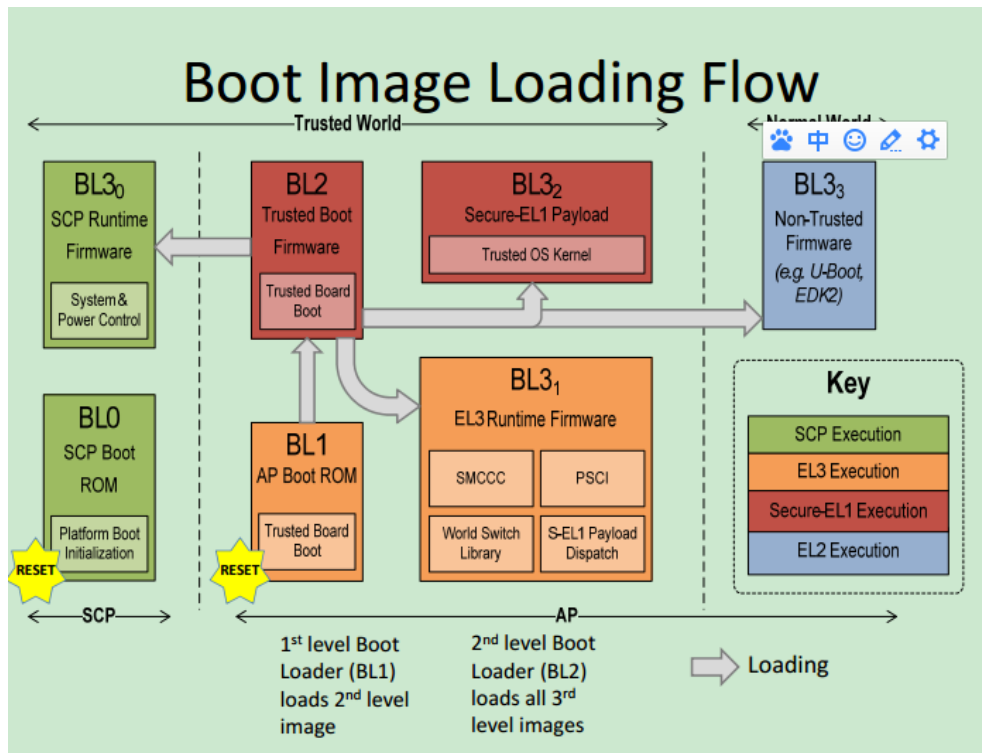 Boot Image Loading Flow
Trusted World
Normal World
中
BL3₀
SCP Runtime
Firmware
System &
Power Control
BL2
Trusted Boot
Firmware
Trusted Board
Boot
BL3₂
Secure-EL1 Payload
Trusted OS Kernel
BL3₃
Non-Trusted
Firmware
(e.g. U-Boot,
EDK2)
BL0
SCP Boot
ROM
Platform Boot
Initialization
RESET
BL1
AP Boot ROM
Trusted Board
Boot
RESET
BL3₁
EL3 Runtime Firmware
SMCCC
PSCI
World Switch
Library
S-EL1 Payload
Dispatch
Key
SCP Execution
EL3 Execution
Secure-EL1 Execution
EL2 Execution
SCP
AP
1st level Boot
Loader (BL1)
loads 2nd level
image
2nd level Boot
Loader (BL2)
loads all 3rd
level images
Loading